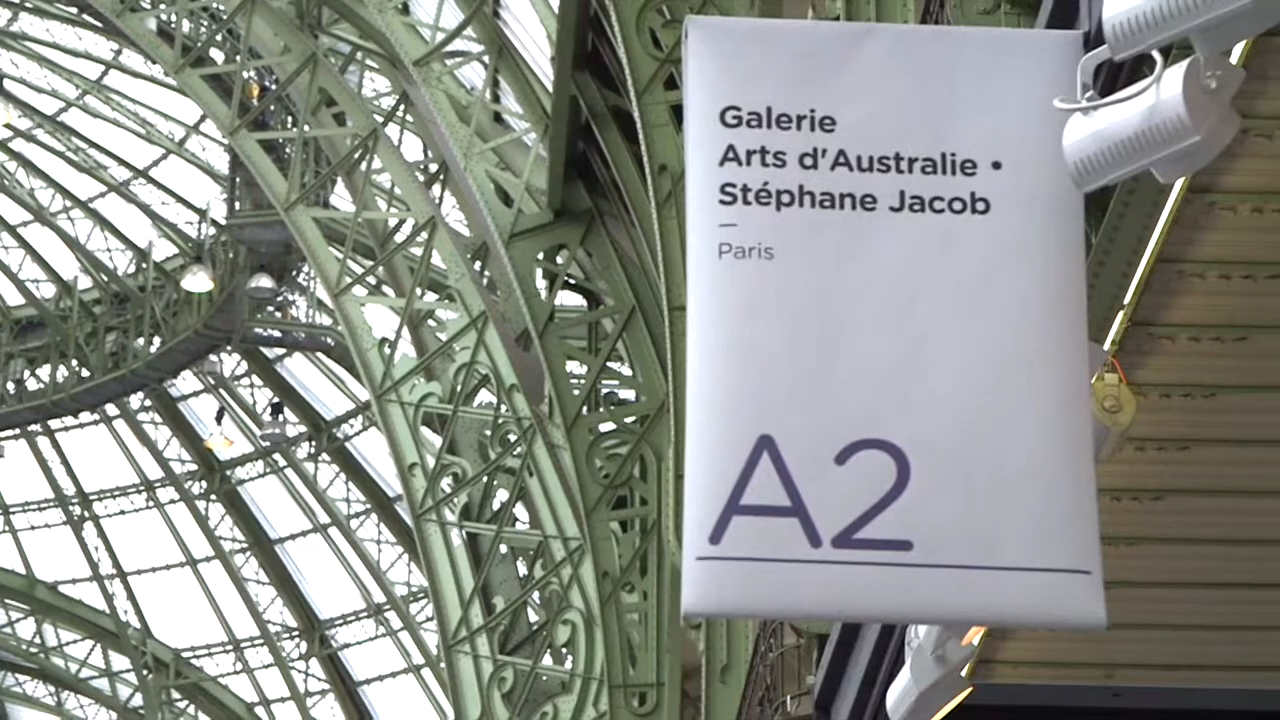 Galerie
Arts d'Australie •
Stéphane Jacob
—
Paris
A2